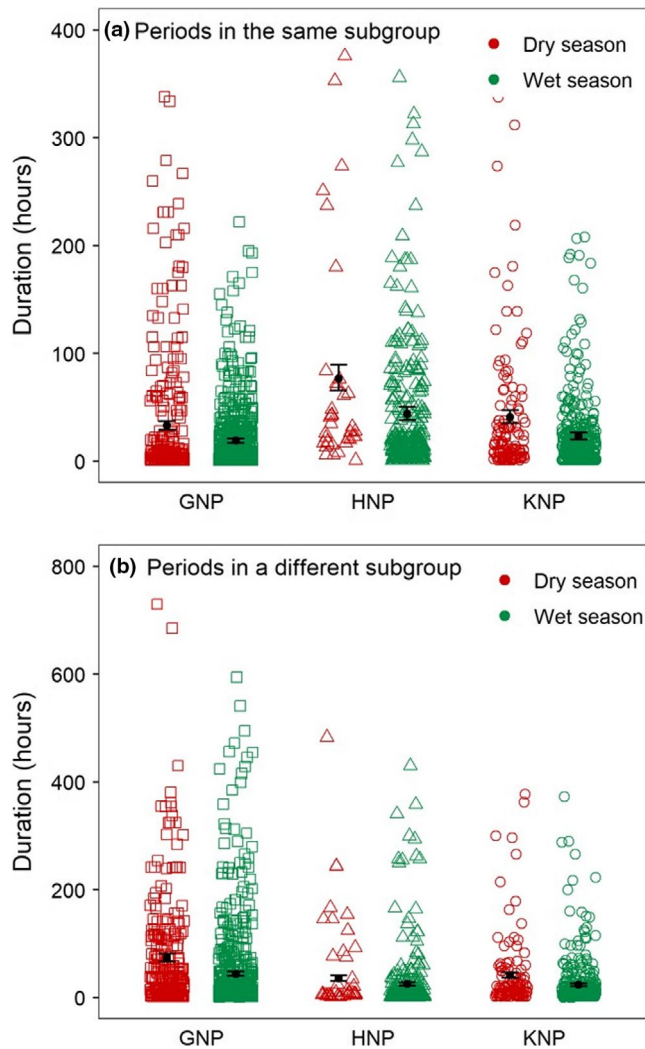 (a) Periods in the same subgroup
Dry season
Wet season
400
300
200
100
0
Duration (hours)
GNP
HNP
KNP
(b) Periods in a different subgroup
Dry season
Wet season
800
600
400
200
0
Duration (hours)
GNP
HNP
KNP